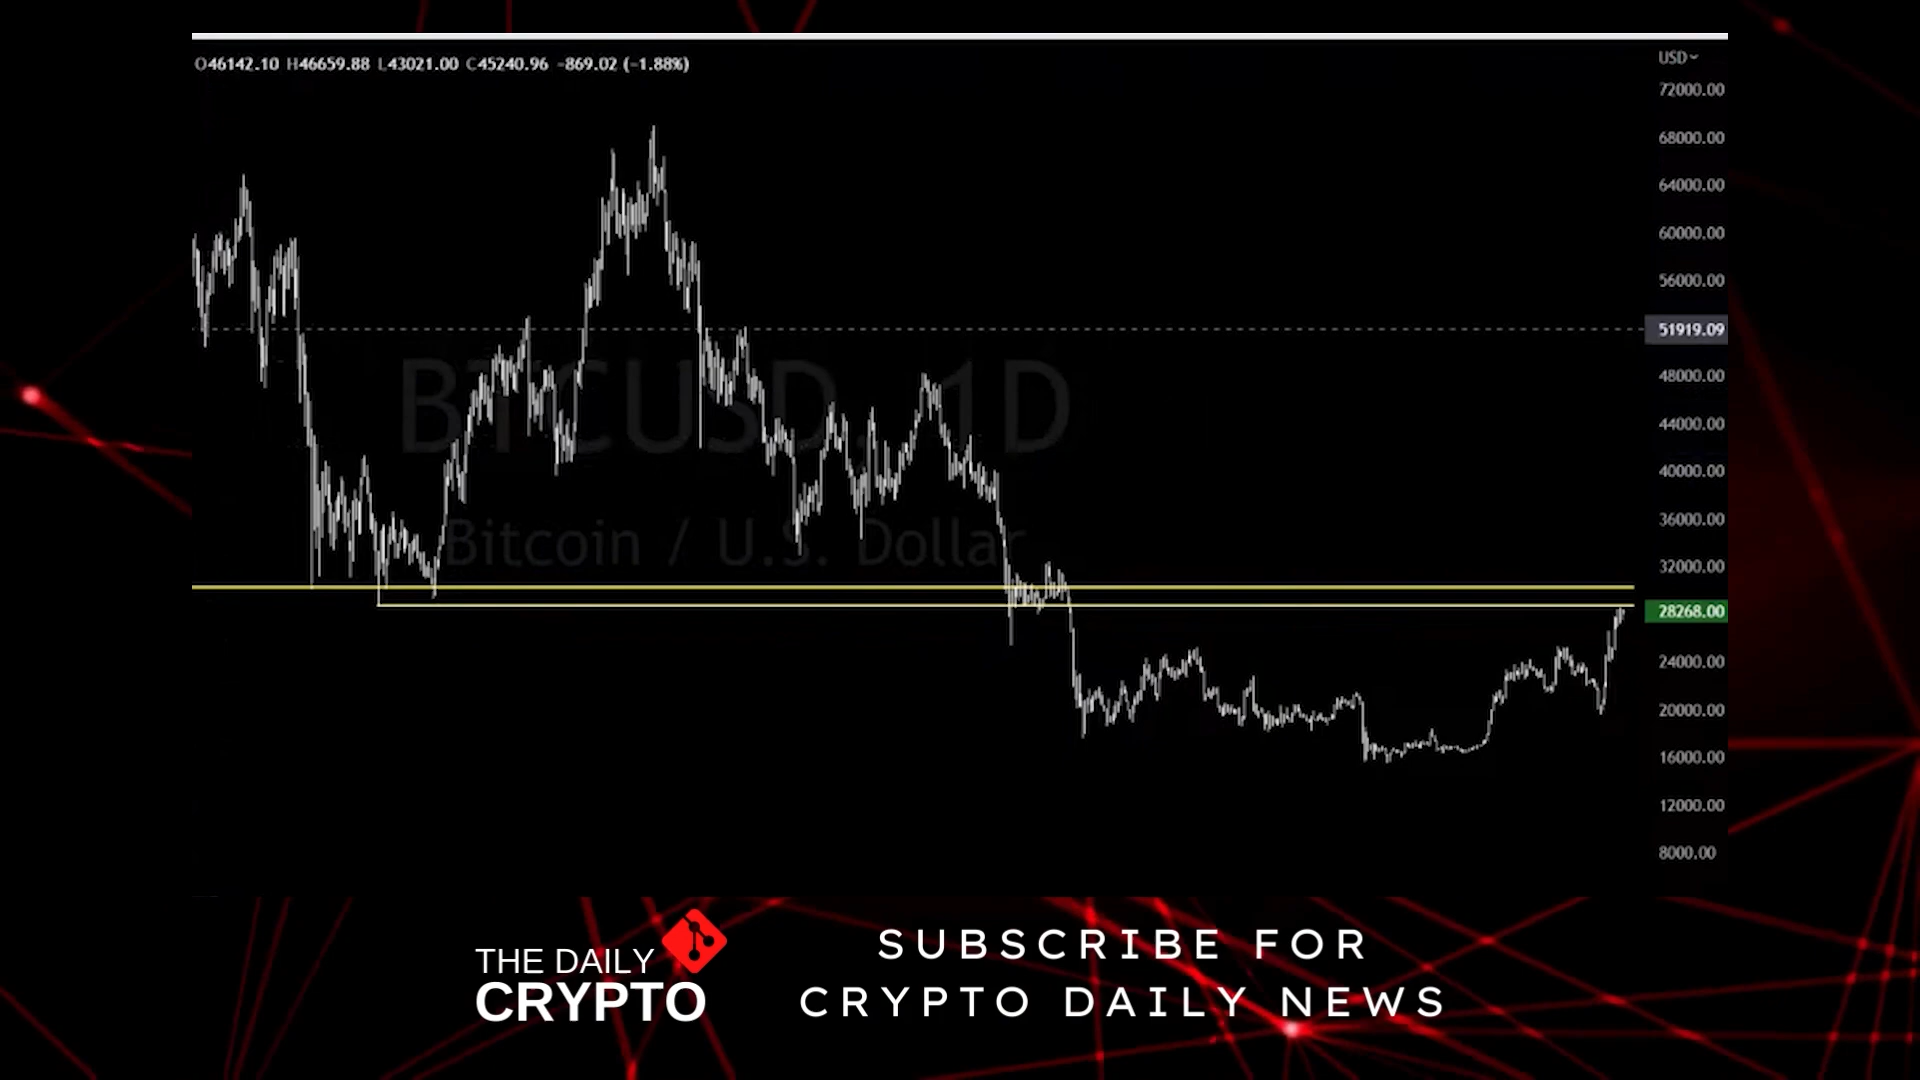 O46142.10 H46659.88 L43021.00 C45240.96 -869.02 (-1.88%)
USD
72000.00
68000.00
64000.00
60000.00
56000.00
51919.09
48000.00
44000.00
40000.00
36000.00
32000.00
28268.00
24000.00
20000.00
16000.00
12000.00
8000.00
BTCUSD, 1D
Bitcoin / U.S. Dollar
THE DAILY
CRYPTO
SUBSCRIBE FOR
CRYPTO DAILY NEWS